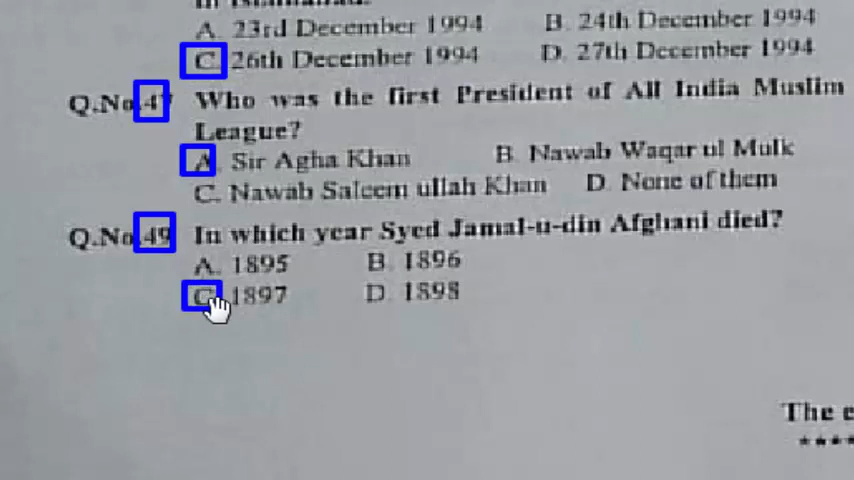 A. 23rd December 1994 B. 24th December 1994
C. 26th December 1994 D. 27th December 1994
Q.No.47 Who was the first President of All India Muslim
League?
A. Sir Agha Khan B. Nawab Waqar ul Mulk
C. Nawab Saleem ullah Khan D. None of them
Q.No.49 In which year Syed Jamal-u-din Afghani died?
A. 1895 B. 1896
C. 1897 D. 1898
The
****